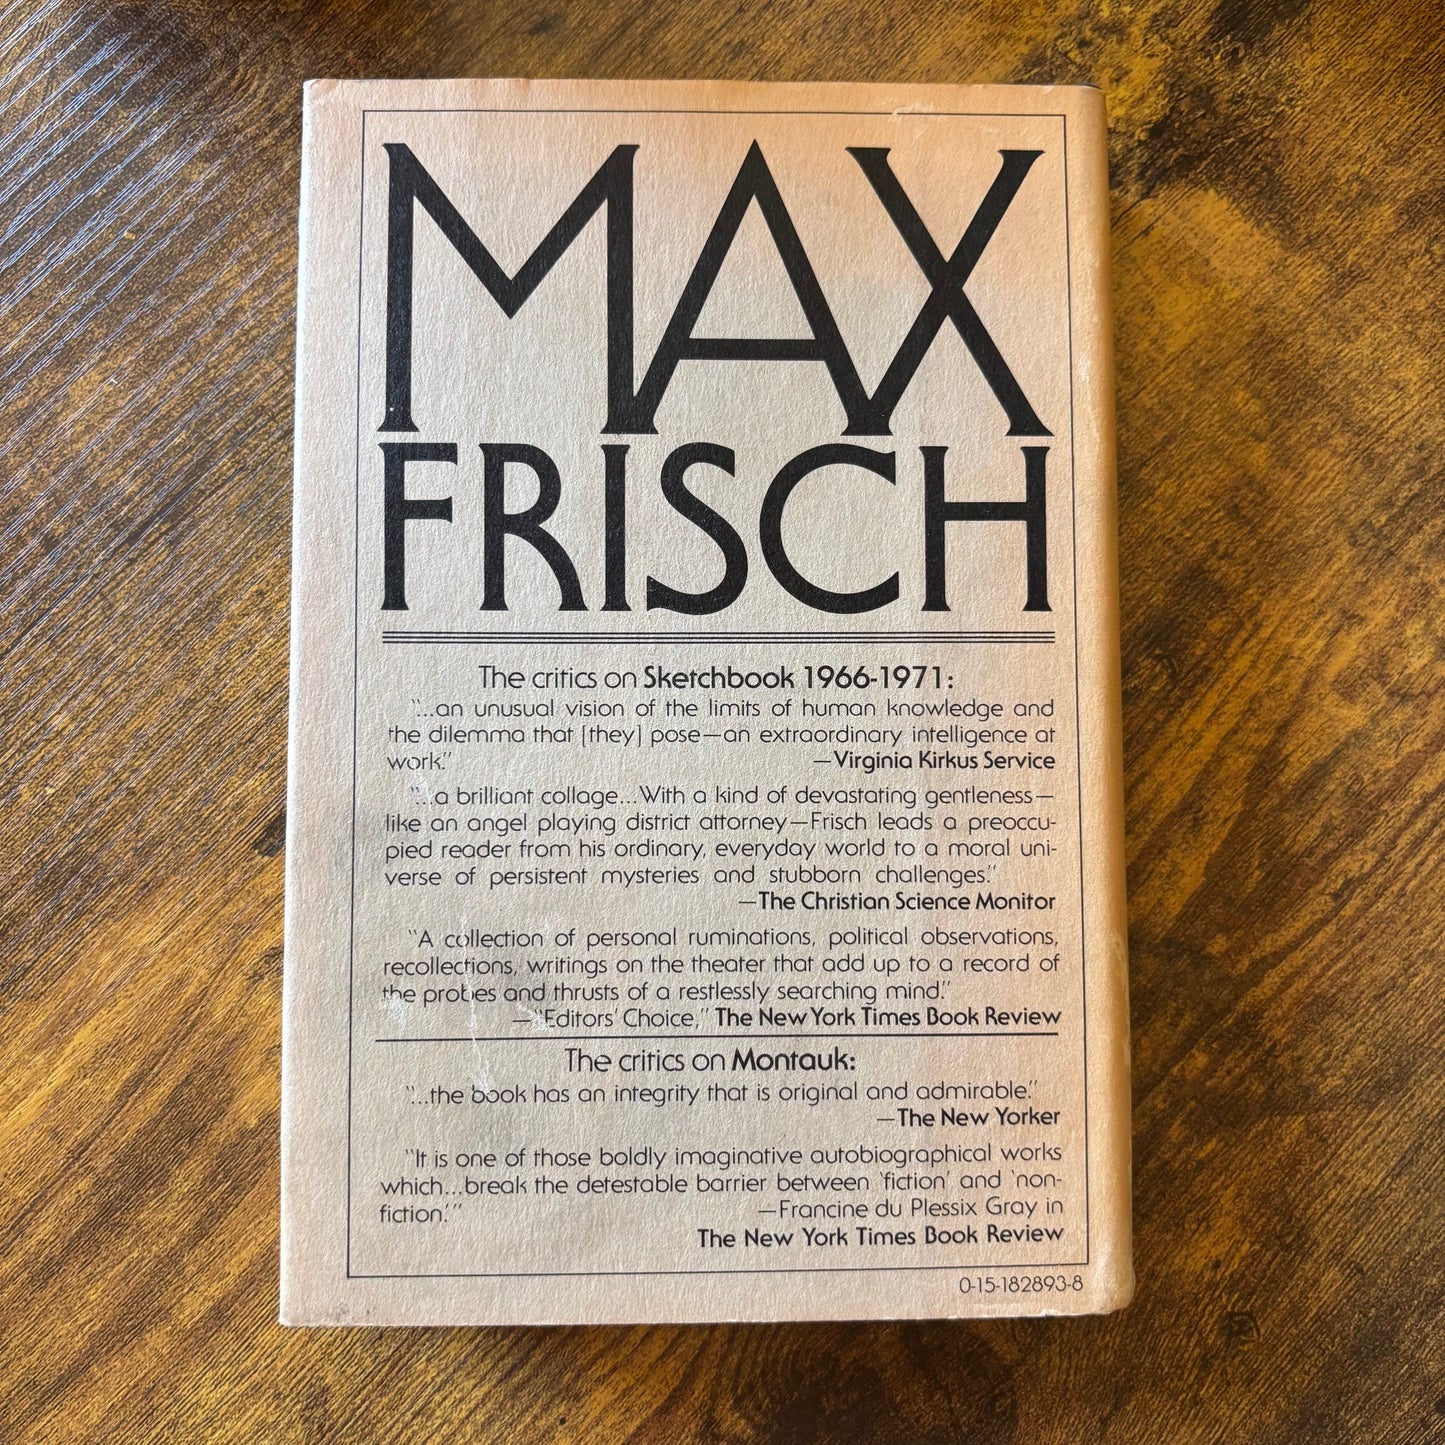 MAX
FRISCH
The critics on Sketchbook 1966-1971:
"...an unusual vision of the limits of human knowledge and
the dilemma that [they] pose—an extraordinary intelligence at
work."
—Virginia Kirkus Service
"...a brilliant collage...With a kind of devastating gentleness—
like an angel playing district attorney—Frisch leads a preoccu-
pied reader from his ordinary, everyday world to a moral uni-
verse of persistent mysteries and stubborn challenges."
—The Christian Science Monitor
"A collection of personal ruminations, political observations,
recollections, writings on the theater that add up to a record of
the probes and thrusts of a restlessly searching mind."
—"Editors' Choice," The New York Times Book Review
The critics on Montauk:
"...the book has an integrity that is original and admirable."
—The New Yorker
"It is one of those boldly imaginative autobiographical works
which...break the detestable barrier between 'fiction' and 'non-
fiction.'"
—Francine du Plessix Gray in
The New York Times Book Review
0-15-182893-8